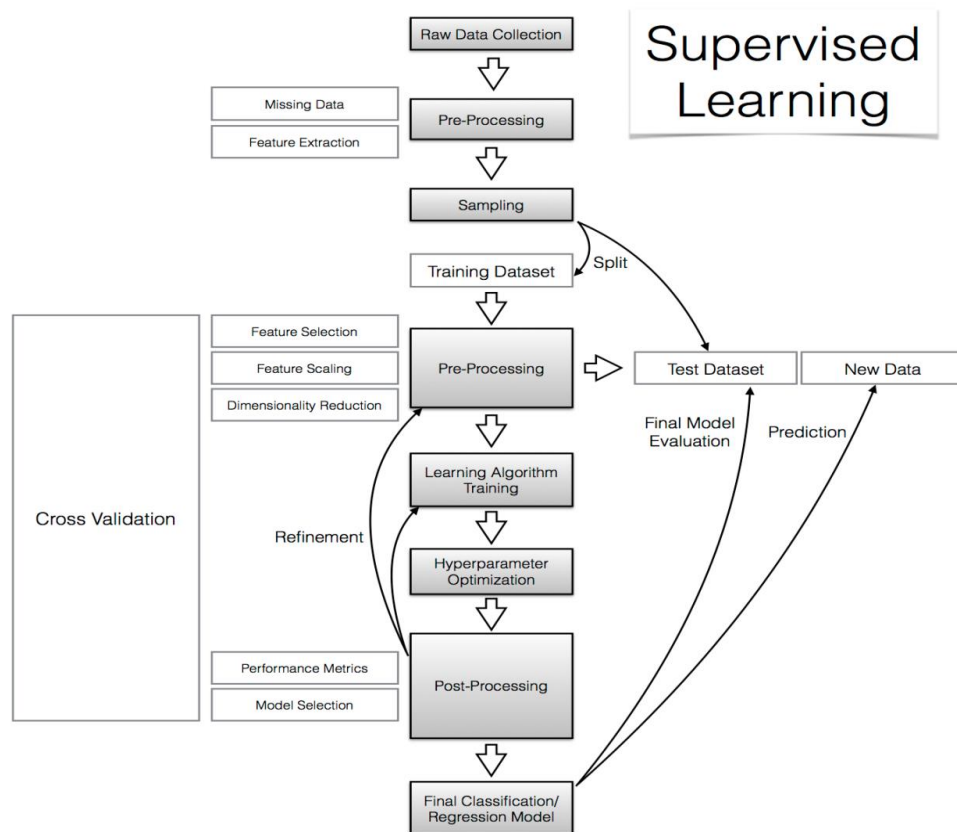 Supervised
Learning
Raw Data Collection
Missing Data
Feature Extraction
Pre-Processing
Sampling
Split
Training Dataset
Feature Selection
Feature Scaling
Dimensionality Reduction
Pre-Processing
Test Dataset
New Data
Final Model
Evaluation
Prediction
Learning Algorithm
Training
Cross Validation
Refinement
Hyperparameter
Optimization
Performance Metrics
Model Selection
Post-Processing
Final Classification/
Regression Model